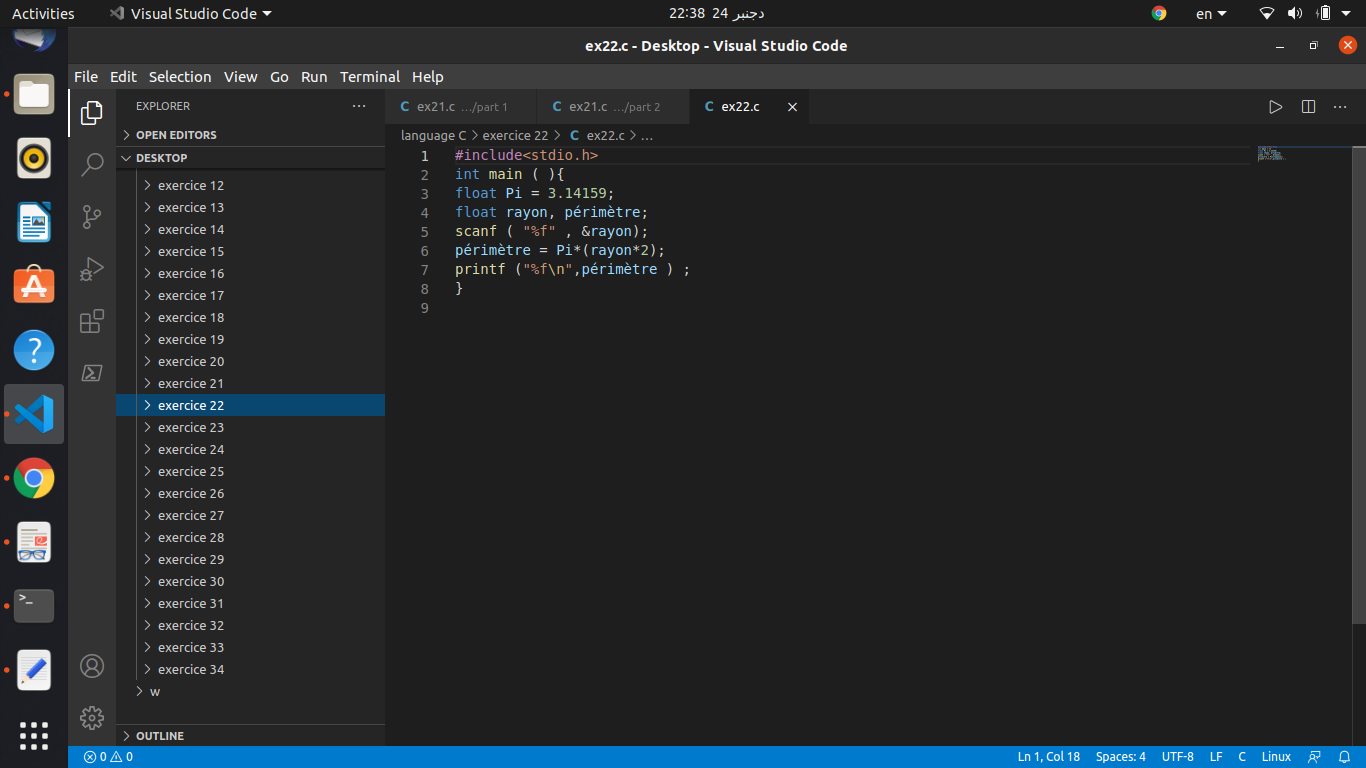 Activities
Visual Studio Code
22:38 دجنبر 24
en
ex22.c - Desktop - Visual Studio Code
File Edit Selection View Go Run Terminal Help
EXPLORER
OPEN EDITORS
DESKTOP
exercice 12
exercice 13
exercice 14
exercice 15
exercice 16
exercice 17
exercice 18
exercice 19
exercice 20
exercice 21
exercice 22
exercice 23
exercice 24
exercice 25
exercice 26
exercice 27
exercice 28
exercice 29
exercice 30
exercice 31
exercice 32
exercice 33
exercice 34
w
OUTLINE
C ex21.c .../part 1
C ex21.c .../part 2
C ex22.c
language C > exercice 22 > C ex22.c > ...
1 #include<stdio.h>
2 int main ( ){
3 float Pi = 3.14159;
4 float rayon, périmètre;
5 scanf ( "%f" , &rayon);
6 périmètre = Pi*(rayon*2);
7 printf ("%f\n",périmètre ) ;
8 }
9
0 0
Ln 1, Col 18 Spaces: 4 UTF-8 LF C Linux